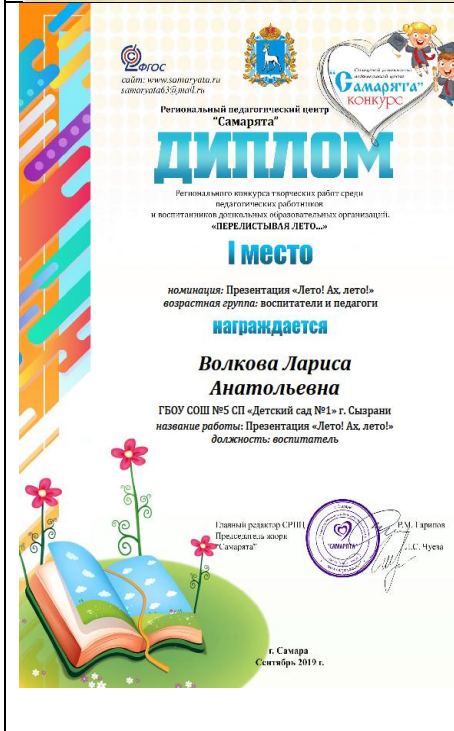 ФГОС
сайт: www.samaryata.ru
samaryata63@mail.ru
"Самарята"
КОНКУРС
Региональный педагогический центр
"Самарята"
ДИПЛОМ
Регионального конкурса творческих работ среди
педагогических работников
и воспитанников дошкольных образовательных организаций.
«ПЕРЕЛИСТЫВАЯ ЛЕТО...»
I место
номинация: Презентация «Лето! Ах, лето!»
возрастная группа: воспитатели и педагоги
награждается
Волкова Лариса
Анатольевна
ГБОУ СОШ №5 СП «Детский сад №1» г. Сызрани
название работы: Презентация «Лето! Ах, лето!»
должность: воспитатель
Главный редактор СРПЦ
Р.М. Гарипов
Председатель жюри
"Самарята"
Л.С. Чуева
"САМАРЯТА"
г. Самара
Сентябрь 2019 г.